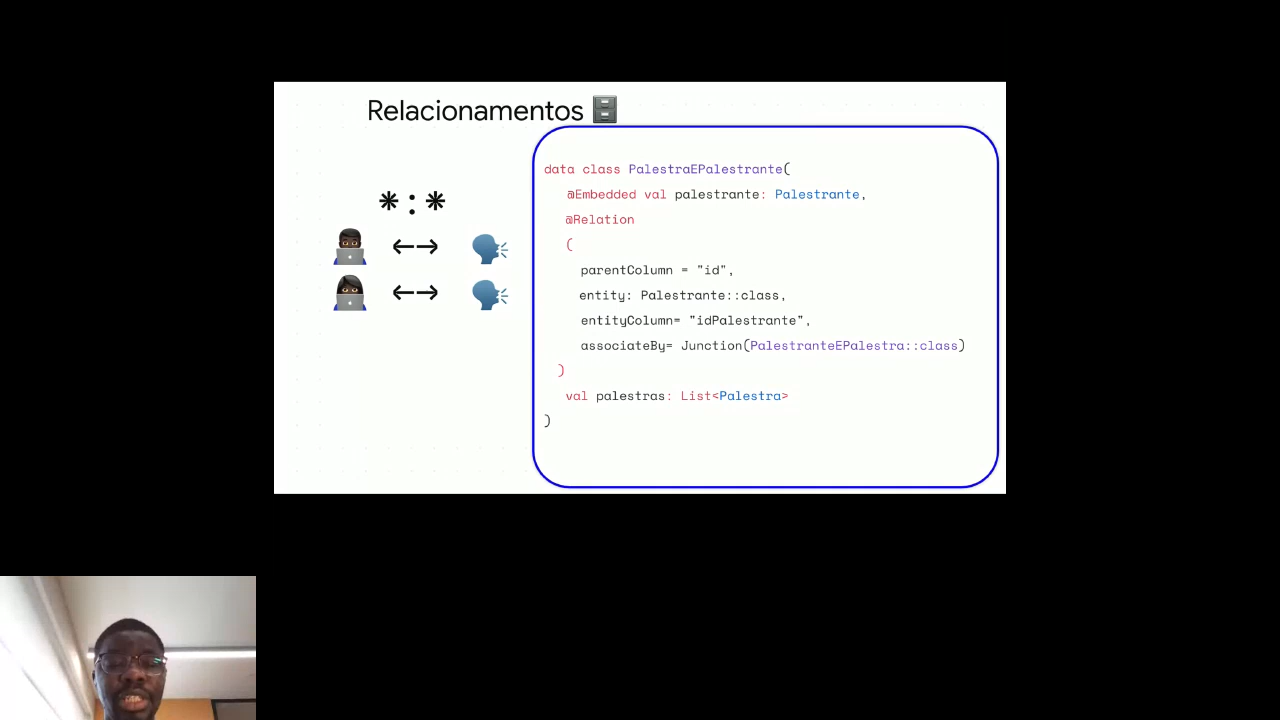 Relacionamentos
*:*
data class PalestraEPalestrante(
@Embedded val palestrante: Palestrante,
@Relation
(
parentColumn = "id",
entity: Palestrante::class,
entityColumn= "idPalestrante",
associateBy= Junction(PalestranteEPalestra::class)
)
val palestras: List<Palestra>
)